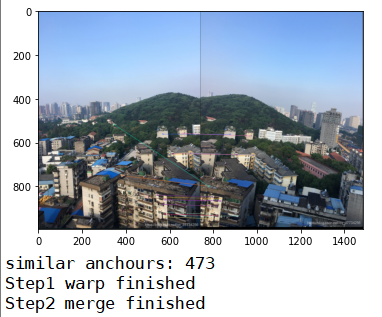 0
200
400
600
800
0 200 400 600 800 1000 1200 1400
similar anchours: 473
Step1 warp finished
Step2 merge finished